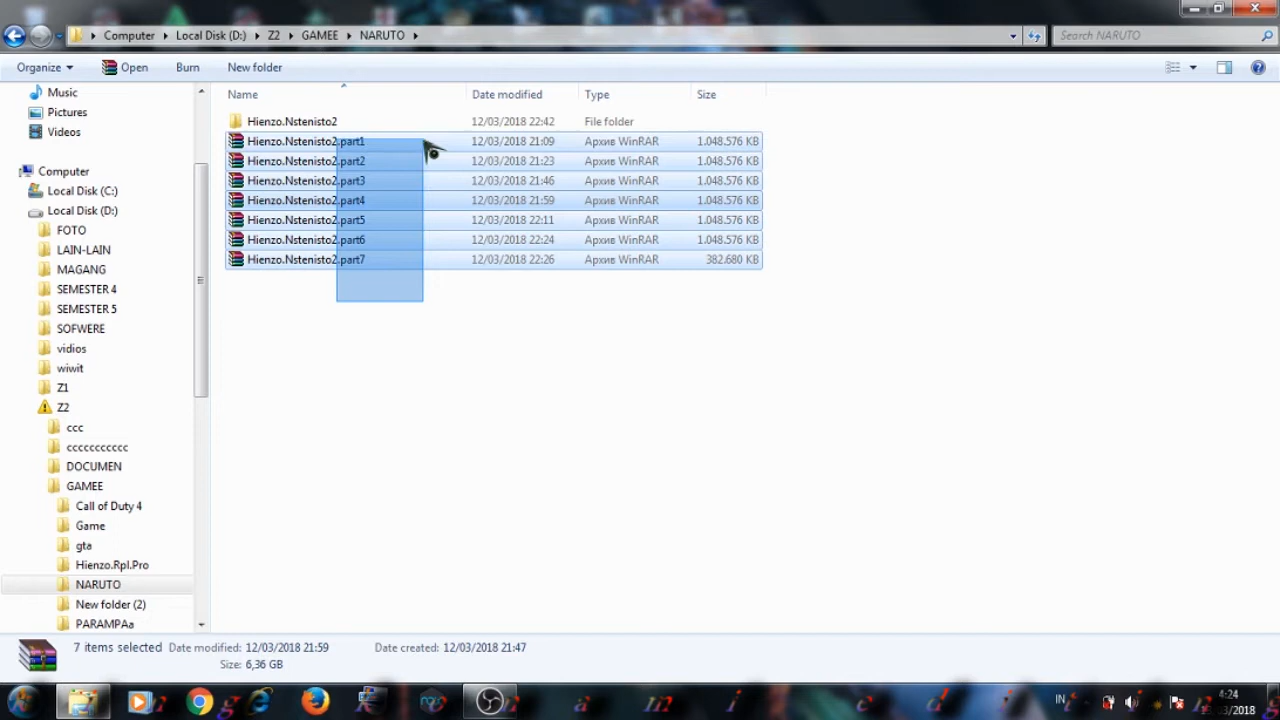 Computer Local Disk (D:) Z2 GAMEE NARUTO
Search NARUTO
Organize Open Burn New folder
Music
Pictures
Videos
Computer
Local Disk (C:)
Local Disk (D:)
FOTO
LAIN-LAIN
MAGANG
SEMESTER 4
SEMESTER 5
SOFWERE
vidios
wiwit
Z1
Z2
ccc
ccccccccccc
DOCUMEN
GAMEE
Call of Duty 4
Game
gta
Hienzo.Rpl.Pro
NARUTO
New folder (2)
PARAMPAa
Name Date modified Type Size
Hienzo.Nstenisto2 12/03/2018 22:42 File folder
Hienzo.Nstenisto2.part1 12/03/2018 21:09 Архив WinRAR 1.048.576 KB
Hienzo.Nstenisto2.part2 12/03/2018 21:23 Архив WinRAR 1.048.576 KB
Hienzo.Nstenisto2.part3 12/03/2018 21:46 Архив WinRAR 1.048.576 KB
Hienzo.Nstenisto2.part4 12/03/2018 21:59 Архив WinRAR 1.048.576 KB
Hienzo.Nstenisto2.part5 12/03/2018 22:11 Архив WinRAR 1.048.576 KB
Hienzo.Nstenisto2.part6 12/03/2018 22:24 Архив WinRAR 1.048.576 KB
Hienzo.Nstenisto2.part7 12/03/2018 22:26 Архив WinRAR 382.680 KB
7 items selected Date modified: 12/03/2018 21:59 Date created: 12/03/2018 21:47
Size: 6,36 GB
IN
4:24